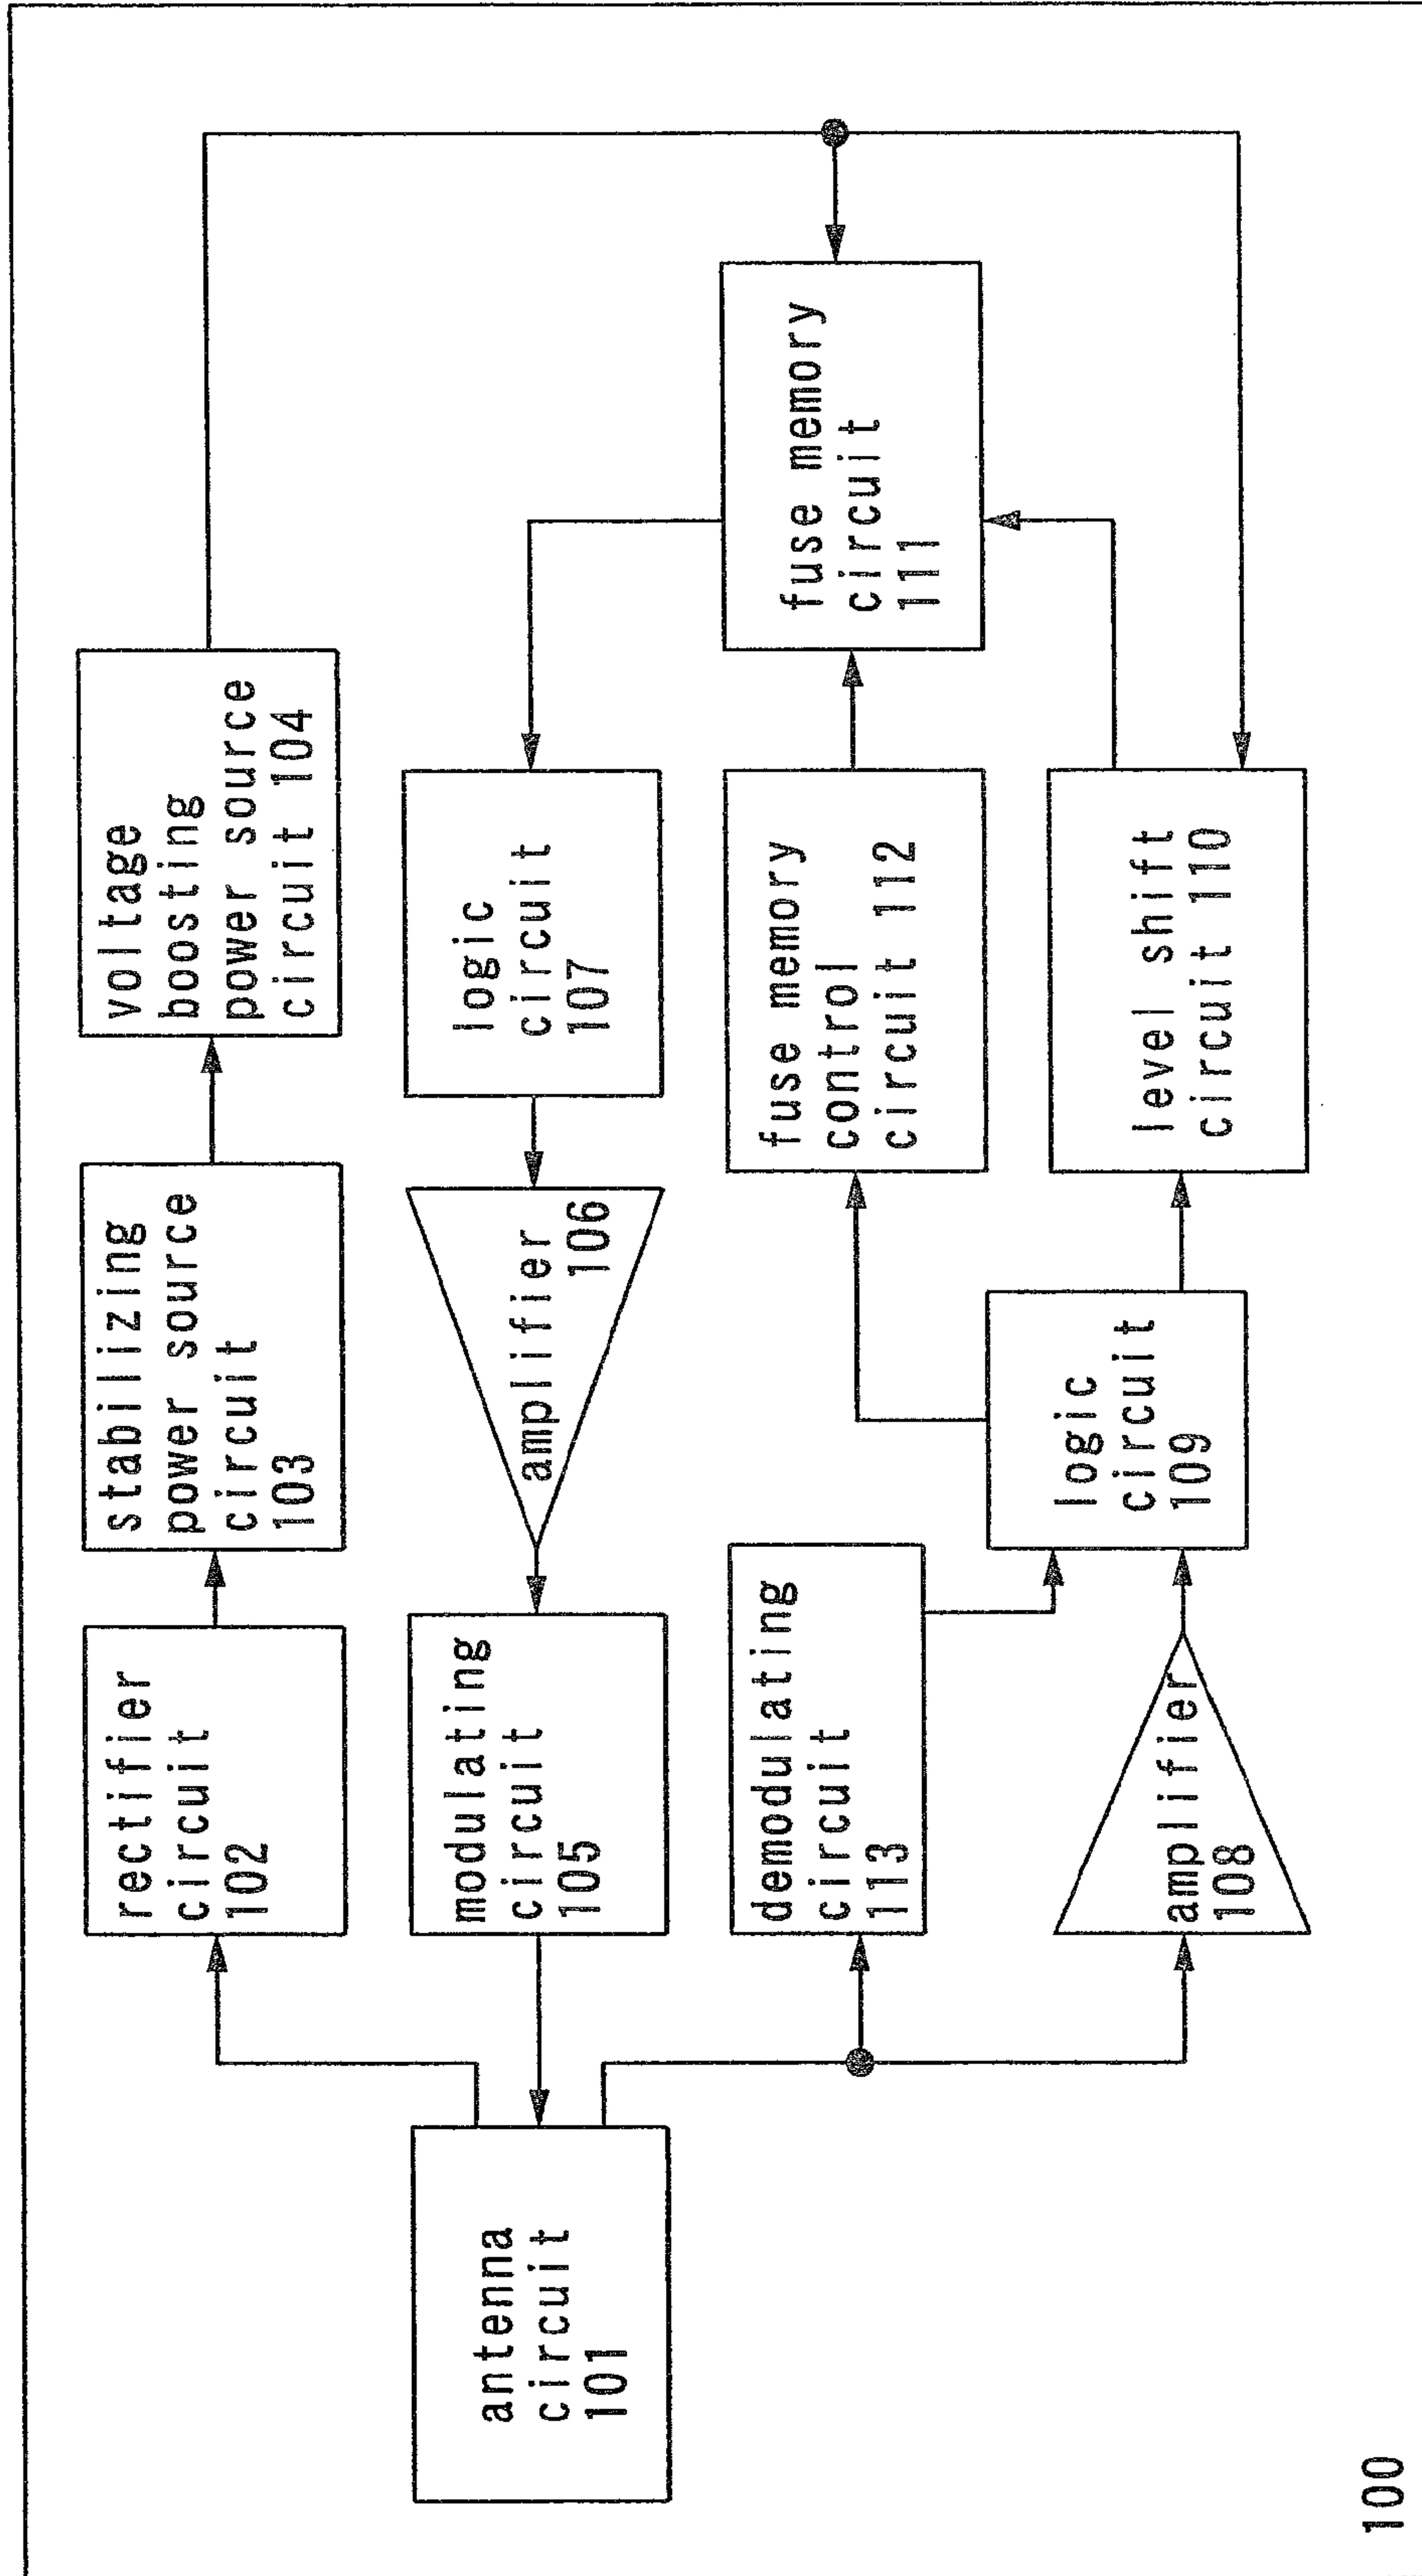 antenna
circuit
101
rectifier
circuit
102
stabilizing
power source
circuit
103
voltage
boosting
power source
circuit 104
modulating
circuit
105
amplifier
106
logic
circuit
107
demodulating
circuit
113
amplifier
108
logic
circuit
109
fuse memory
control
circuit 112
level shift
circuit 110
fuse memory
circuit
111
100